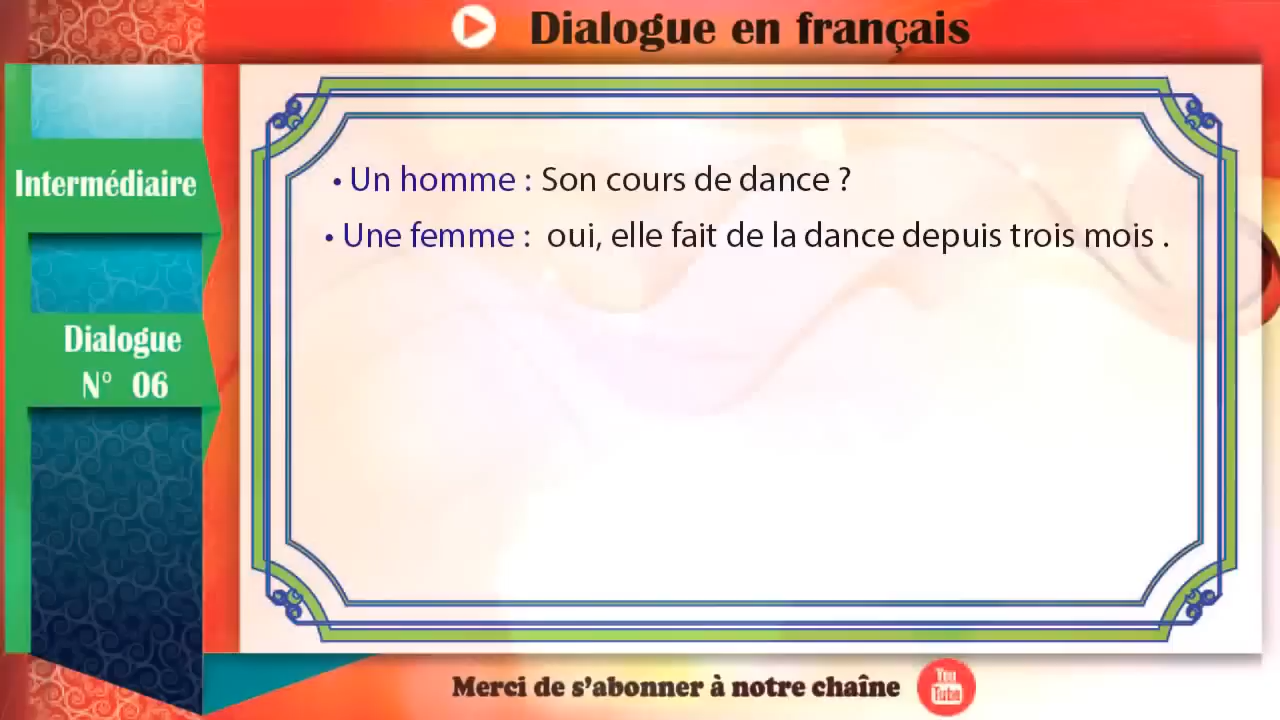 Dialogue en français
Intermédiaire
Dialogue
N° 06
• Un homme : Son cours de dance ?
• Une femme : oui, elle fait de la dance depuis trois mois .
Merci de s'abonner à notre chaîne
You
Tube